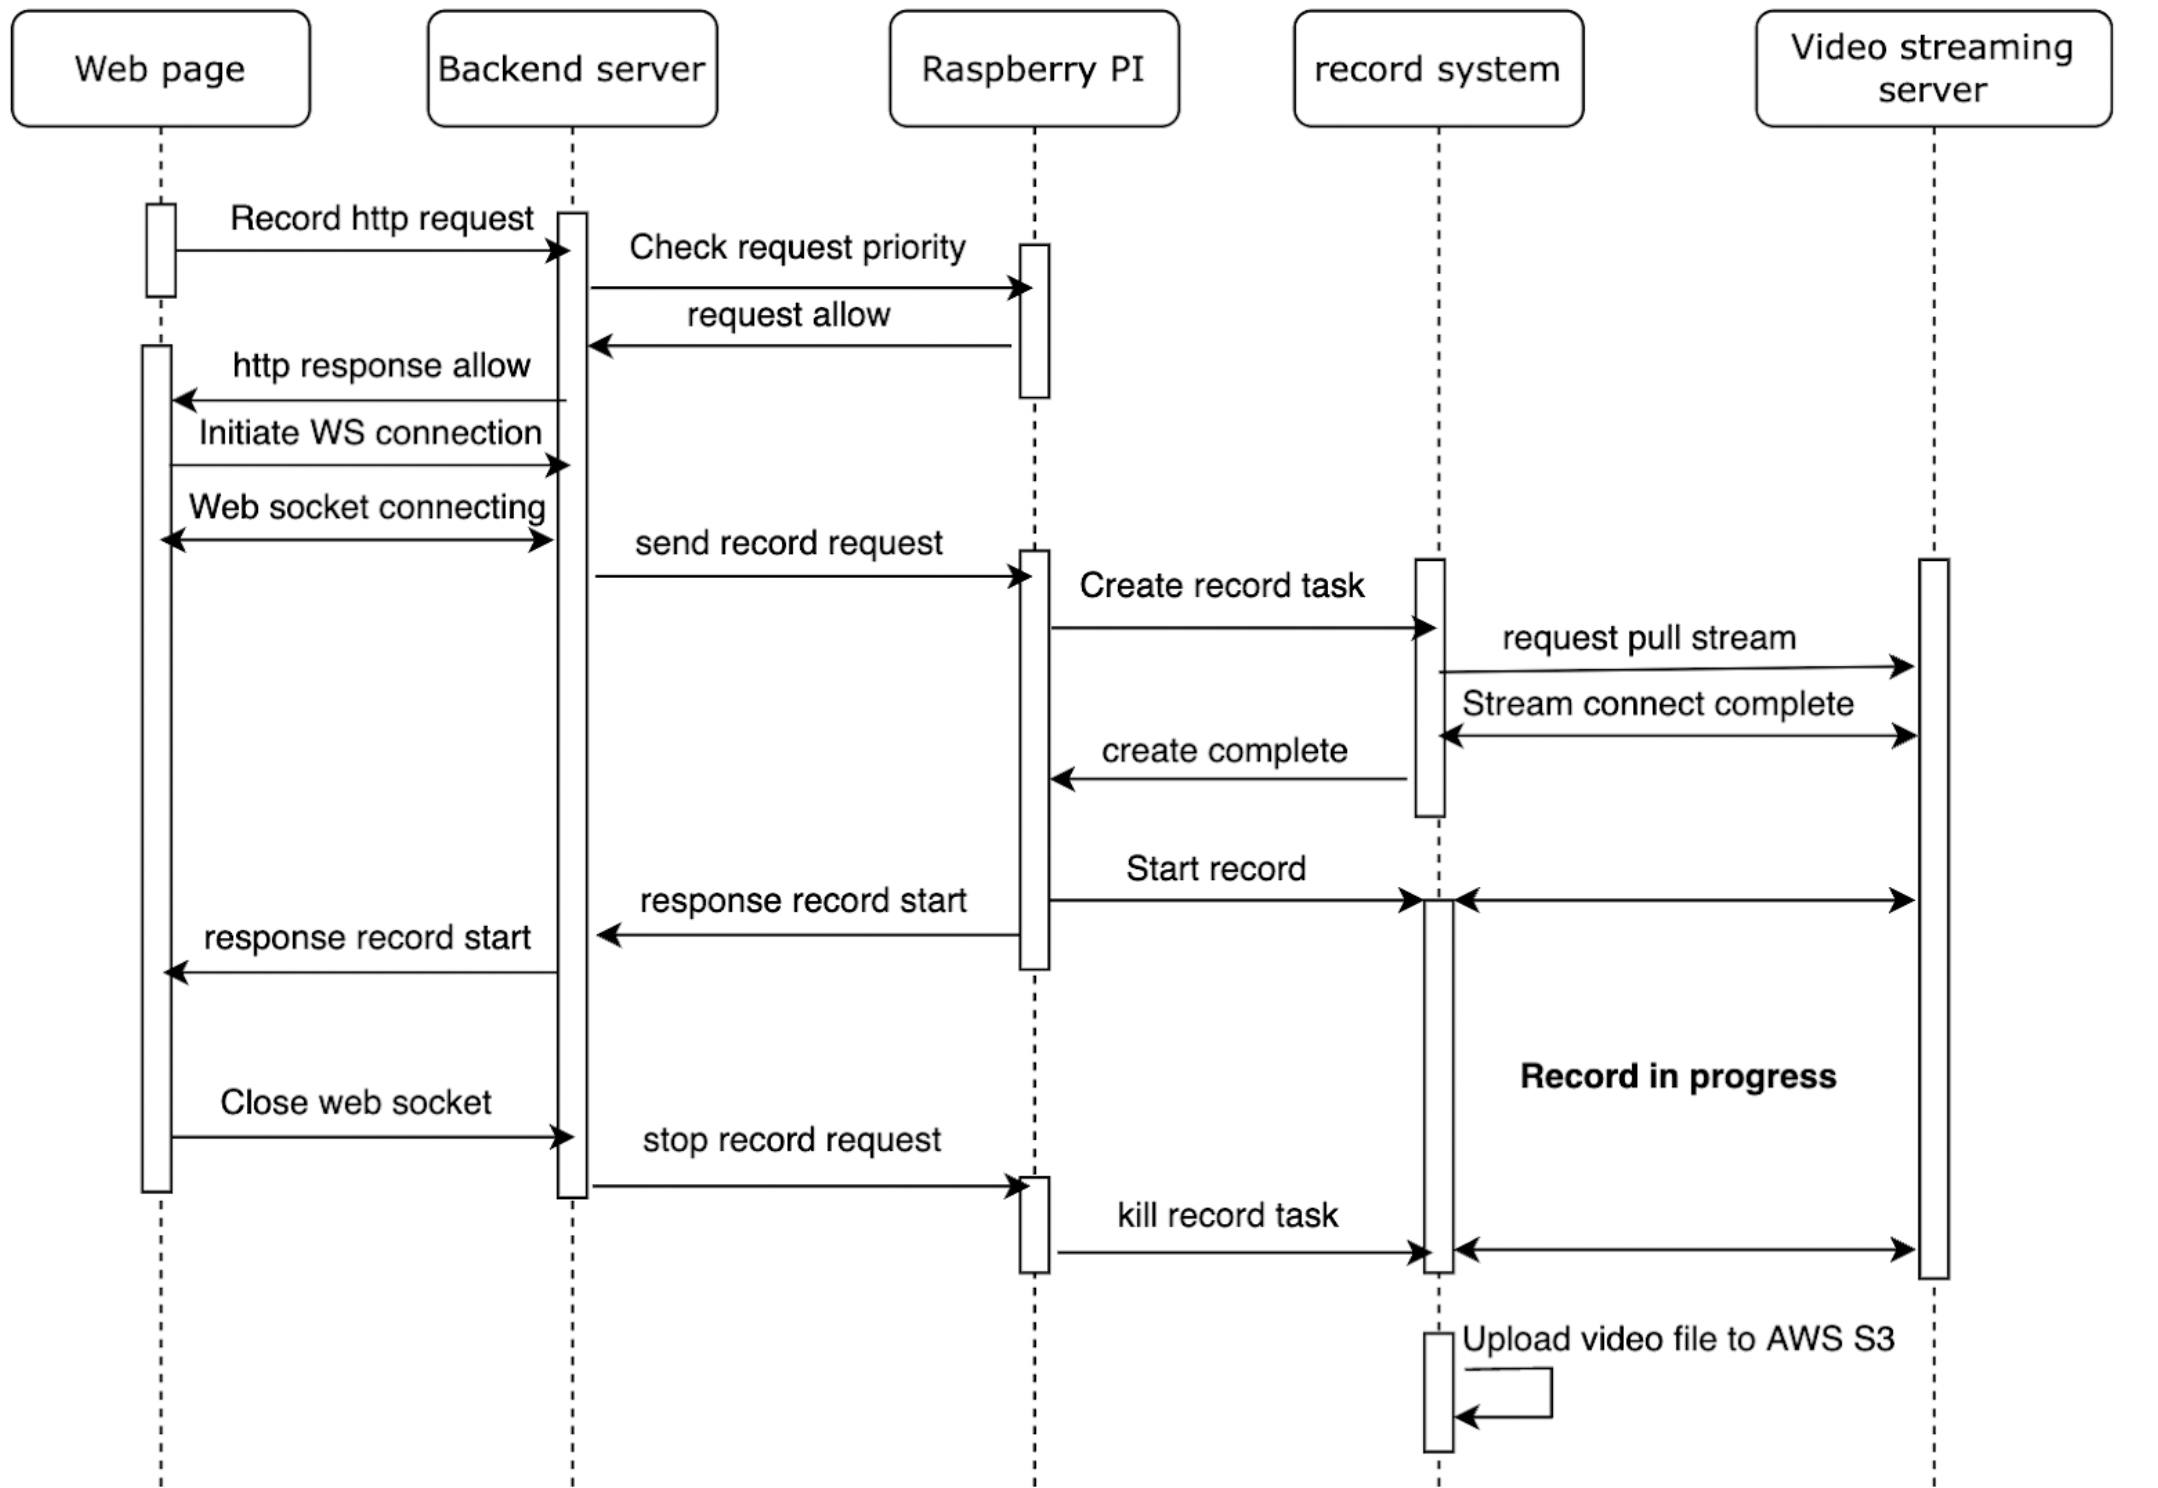 Web page
Backend server
Raspberry PI
record system
Video streaming
server
Record http request
Check request priority
request allow
http response allow
Initiate WS connection
Web socket connecting
send record request
Create record task
request pull stream
Stream connect complete
create complete
Start record
response record start
response record start
Record in progress
Close web socket
stop record request
kill record task
Upload video file to AWS S3